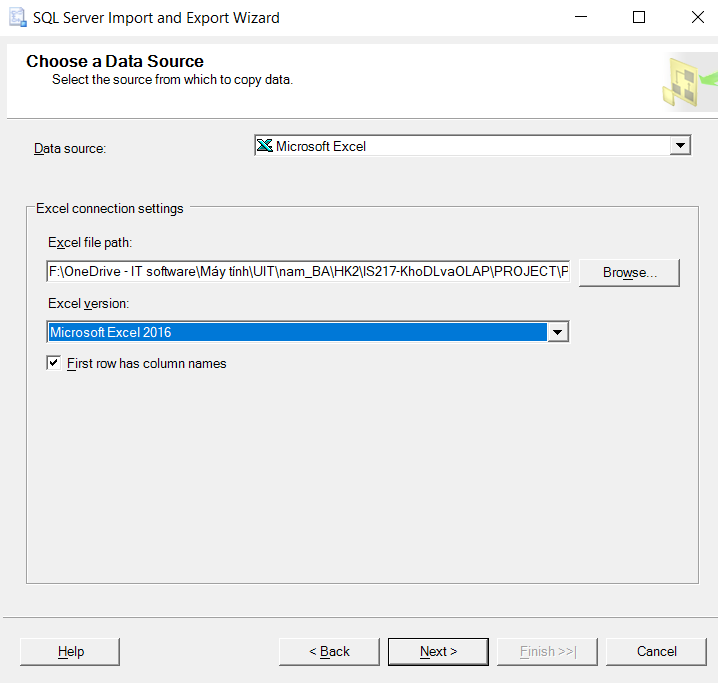 SQL Server Import and Export Wizard
Choose a Data Source
Select the source from which to copy data.
Data source:
Microsoft Excel
Excel connection settings
Excel file path:
F:\OneDrive - IT software\Máy tính\UIT\nam_BA\HK2\IS217-KhoDLvaOLAP\PROJECT\F
Browse...
Excel version:
Microsoft Excel 2016
First row has column names
Help
< Back
Next >
Finish >>|
Cancel